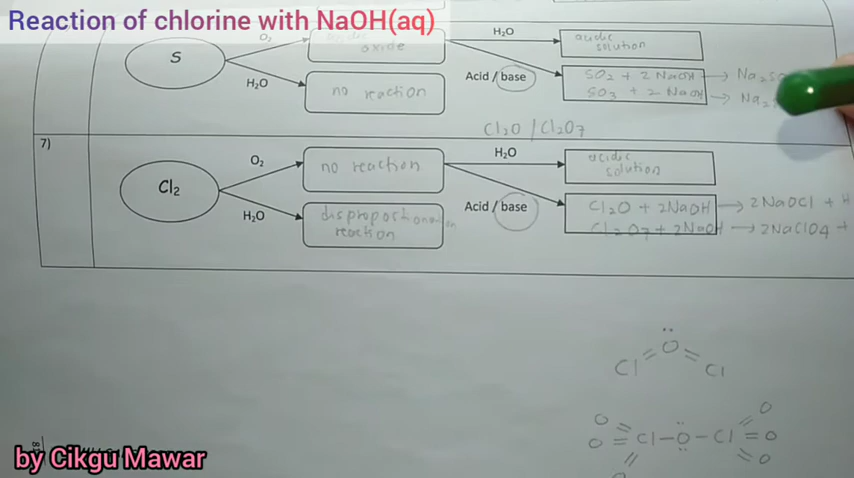 Reaction of chlorine with NaOH(aq)
S
O₂
oxide
H₂O
acidic
solution
H₂O
no reaction
Acid / base
SO₂ + 2 NaOH → Na₂
SO₃ + 2 NaOH → Na₂
7)
Cl₂O / Cl₂O₇
Cl₂
O₂
no reaction
H₂O
acidic
solution
H₂O
disproportionation
reaction
Acid / base
Cl₂O + 2NaOH → 2NaOCl + H
Cl₂O₇ + 2NaOH → 2NaClO₄ +
O
Cl Cl
O O
O Cl O Cl O
O O
by Cikgu Mawar